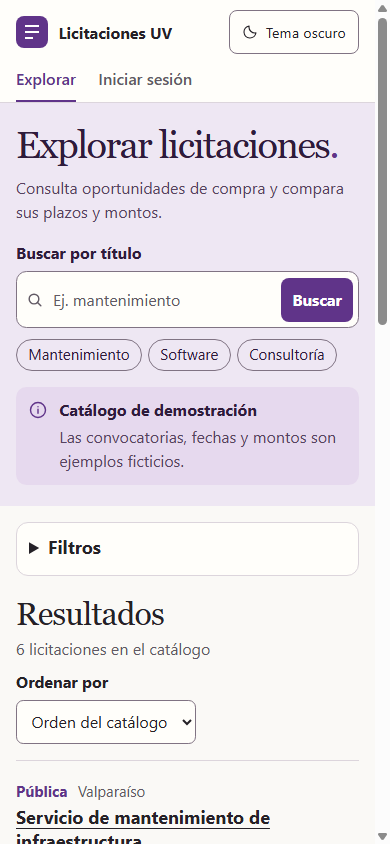 Licitaciones UV
Tema oscuro
Explorar
Iniciar sesión
Explorar licitaciones.
Consulta oportunidades de compra y compara
sus plazos y montos.
Buscar por título
Ej. mantenimiento
Buscar
Mantenimiento
Software
Consultoría
Catálogo de demostración
Las convocatorias, fechas y montos son
ejemplos ficticios.
Filtros
Resultados
6 licitaciones en el catálogo
Ordenar por
Orden del catálogo
Pública Valparaíso
Servicio de mantenimiento de
infraestructura